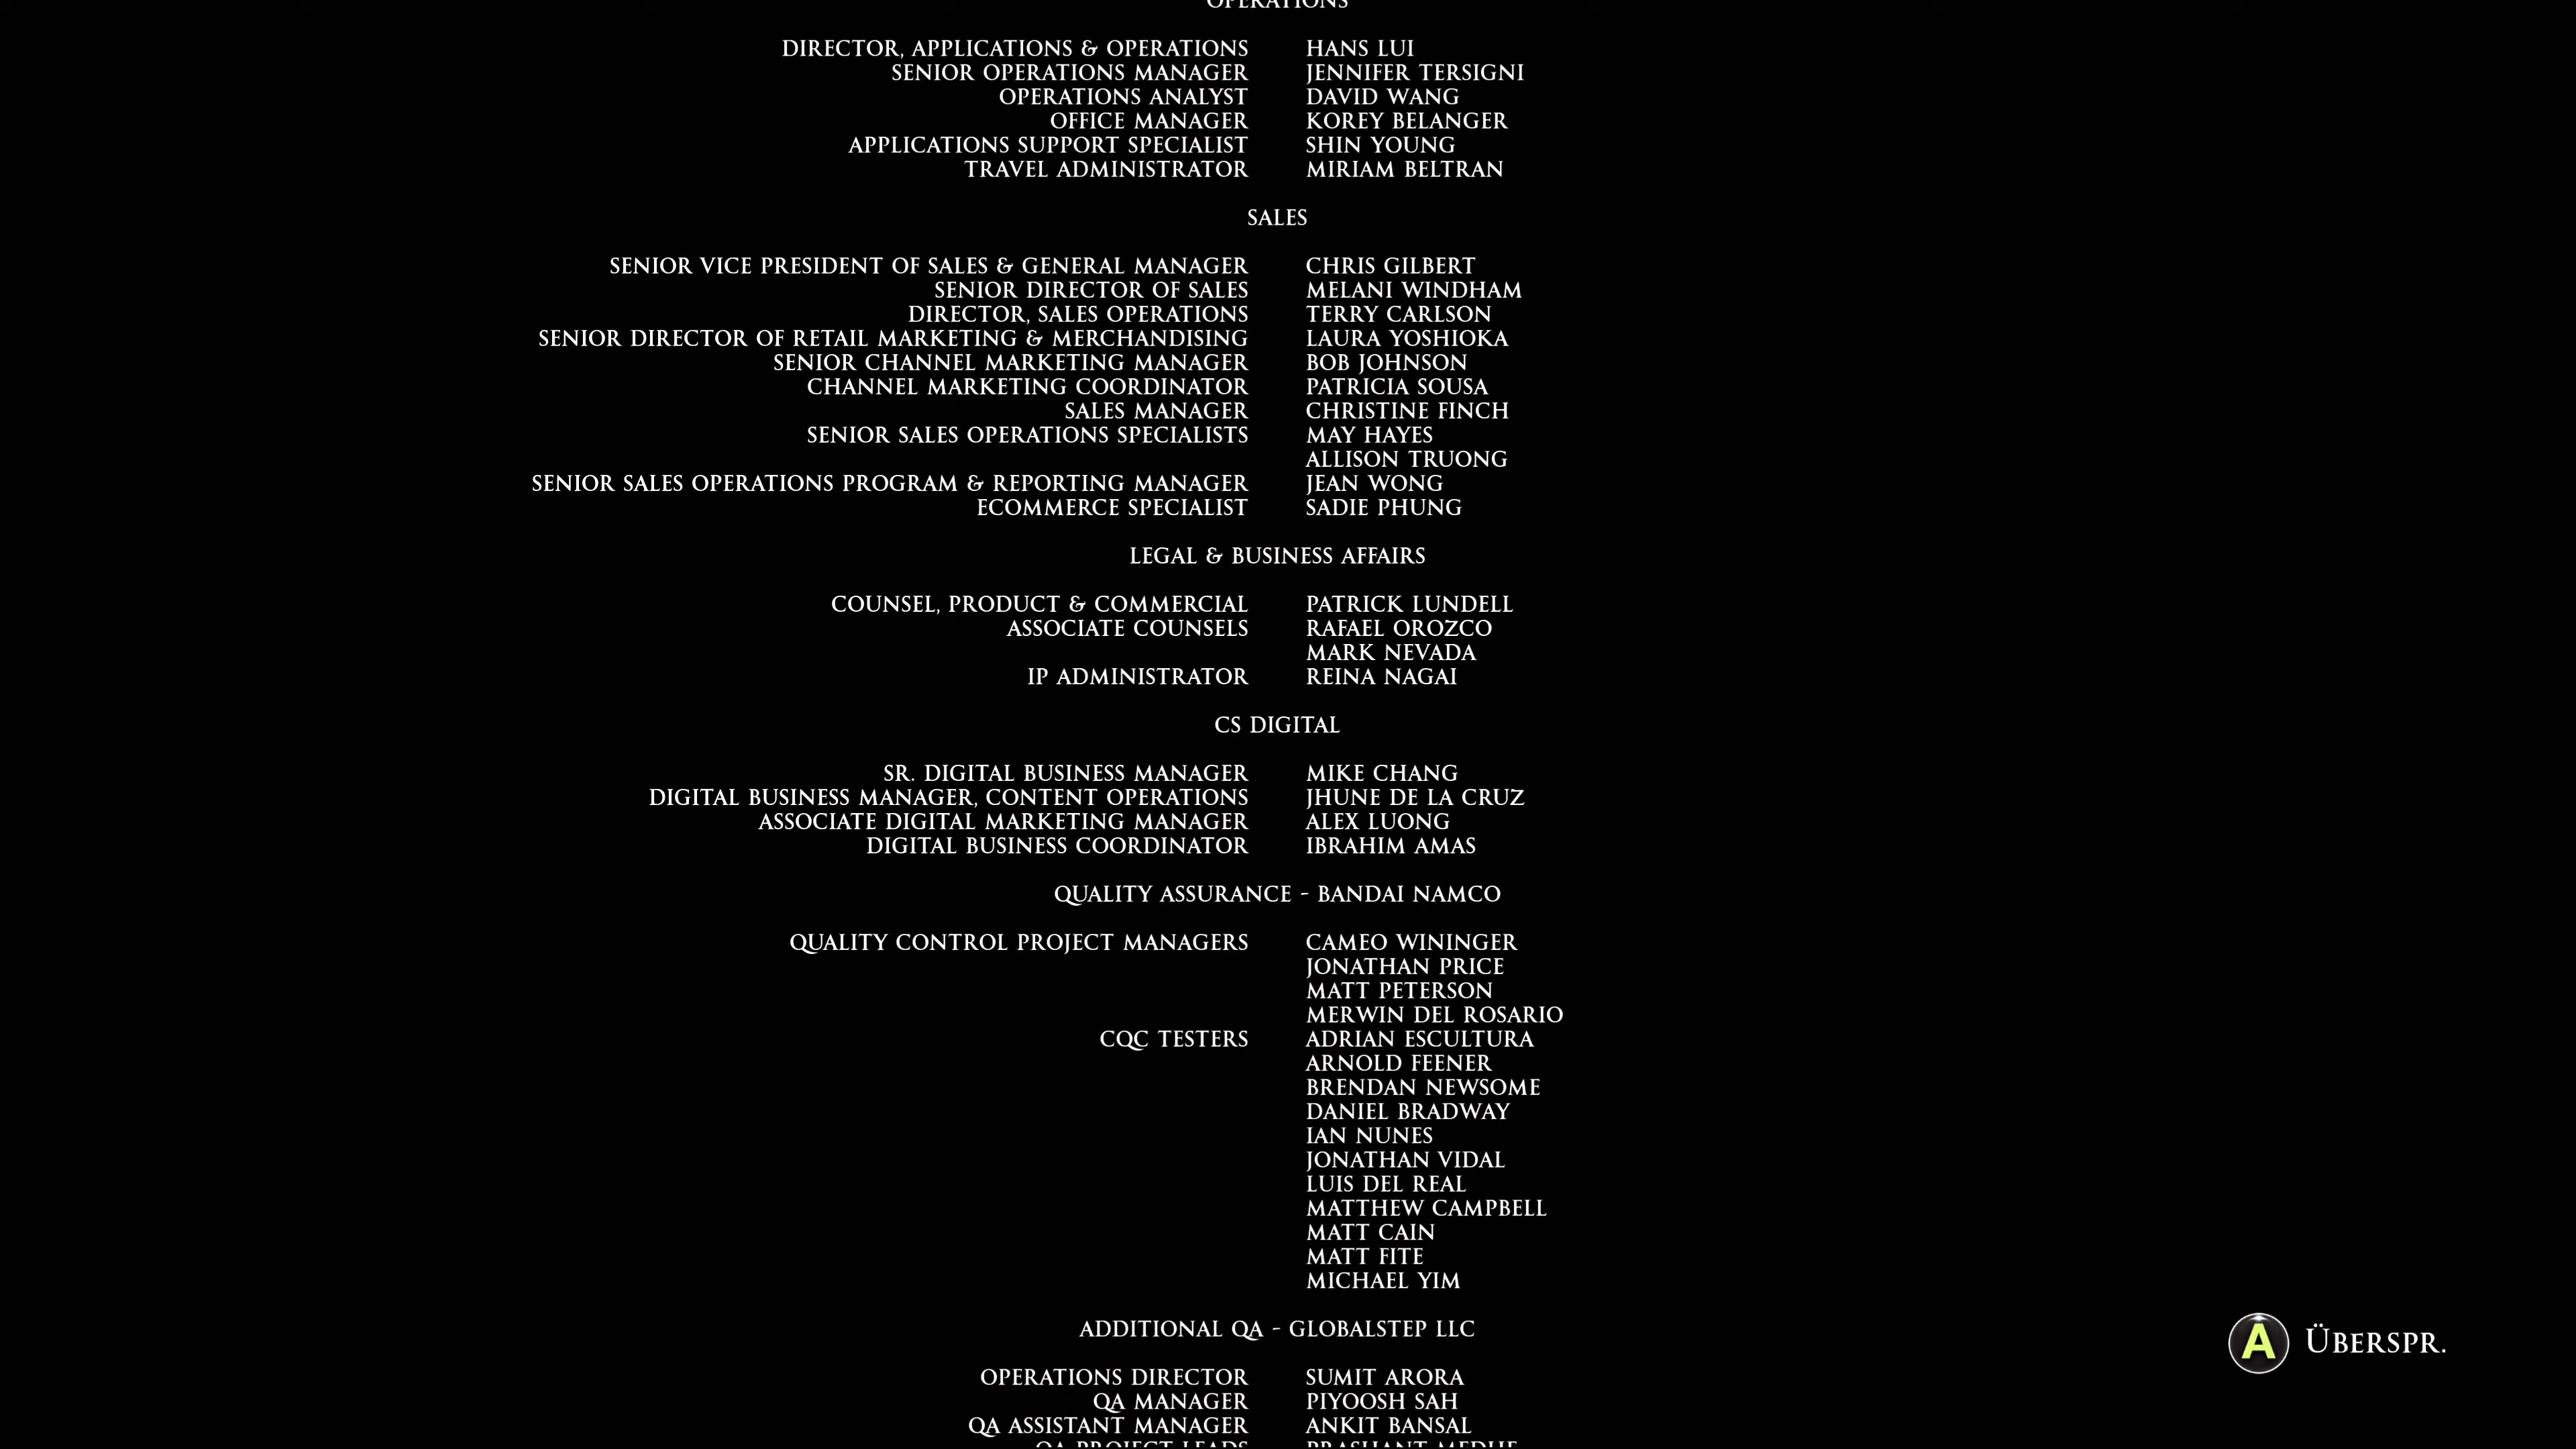 OPERATIONS
DIRECTOR, APPLICATIONS & OPERATIONS HANS LUI
SENIOR OPERATIONS MANAGER JENNIFER TERSIGNI
OPERATIONS ANALYST DAVID WANG
OFFICE MANAGER KOREY BELANGER
APPLICATIONS SUPPORT SPECIALIST SHIN YOUNG
TRAVEL ADMINISTRATOR MIRIAM BELTRAN
SALES
SENIOR VICE PRESIDENT OF SALES & GENERAL MANAGER CHRIS GILBERT
SENIOR DIRECTOR OF SALES MELANI WINDHAM
DIRECTOR, SALES OPERATIONS TERRY CARLSON
SENIOR DIRECTOR OF RETAIL MARKETING & MERCHANDISING LAURA YOSHIOKA
SENIOR CHANNEL MARKETING MANAGER BOB JOHNSON
CHANNEL MARKETING COORDINATOR PATRICIA SOUSA
SALES MANAGER CHRISTINE FINCH
SENIOR SALES OPERATIONS SPECIALISTS MAY HAYES
ALLISON TRUONG
SENIOR SALES OPERATIONS PROGRAM & REPORTING MANAGER JEAN WONG
ECOMMERCE SPECIALIST SADIE PHUNG
LEGAL & BUSINESS AFFAIRS
COUNSEL, PRODUCT & COMMERCIAL PATRICK LUNDELL
ASSOCIATE COUNSELS RAFAEL OROZCO
MARK NEVADA
IP ADMINISTRATOR REINA NAGAI
CS DIGITAL
SR. DIGITAL BUSINESS MANAGER MIKE CHANG
DIGITAL BUSINESS MANAGER, CONTENT OPERATIONS JHUNE DE LA CRUZ
ASSOCIATE DIGITAL MARKETING MANAGER ALEX LUONG
DIGITAL BUSINESS COORDINATOR IBRAHIM AMAS
QUALITY ASSURANCE - BANDAI NAMCO
QUALITY CONTROL PROJECT MANAGERS CAMEO WININGER
JONATHAN PRICE
MATT PETERSON
MERWIN DEL ROSARIO
CQC TESTERS ADRIAN ESCULTURA
ARNOLD FEENER
BRENDAN NEWSOME
DANIEL BRADWAY
IAN NUNES
JONATHAN VIDAL
LUIS DEL REAL
MATTHEW CAMPBELL
MATT CAIN
MATT FITE
MICHAEL YIM
ADDITIONAL QA - GLOBALSTEP LLC
A ÜBERSPR.
OPERATIONS DIRECTOR SUMIT ARORA
QA MANAGER PIYOOSH SAH
QA ASSISTANT MANAGER ANKIT BANSAL
QA PROJECT LEADS PRASHANT